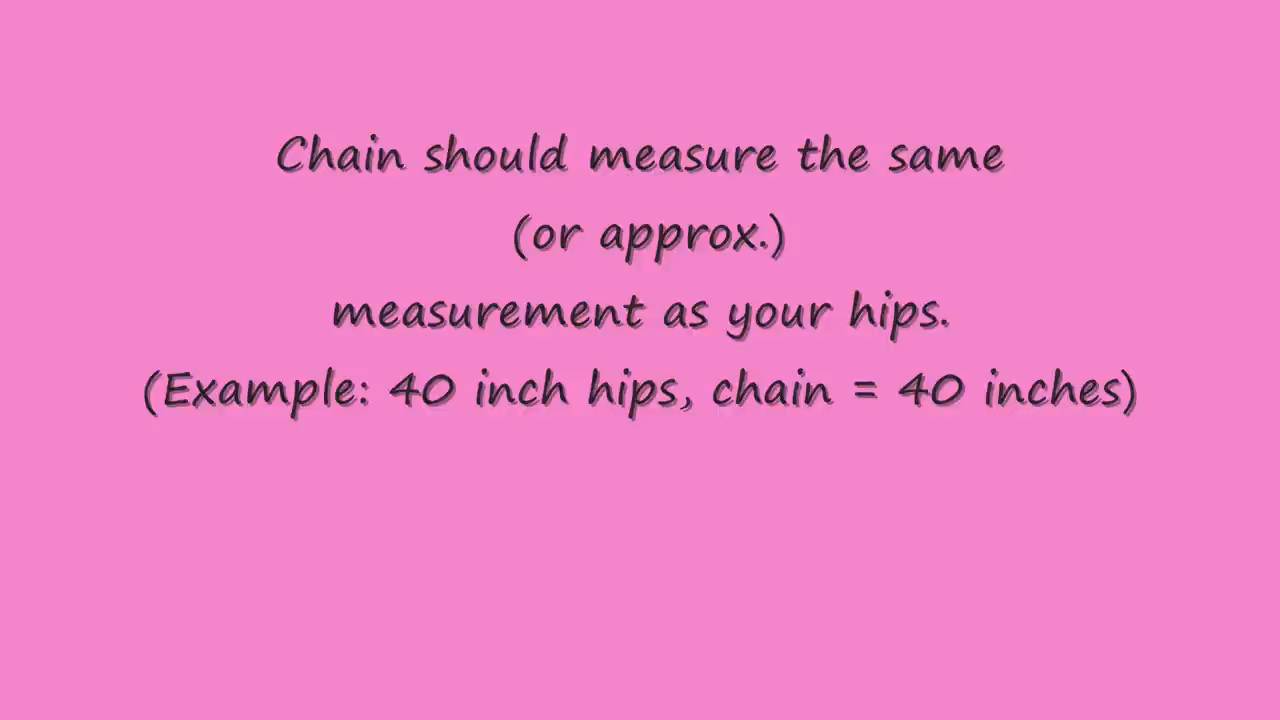 Chain should measure the same
(or approx.)
measurement as your hips.
(Example: 40 inch hips, chain = 40 inches)